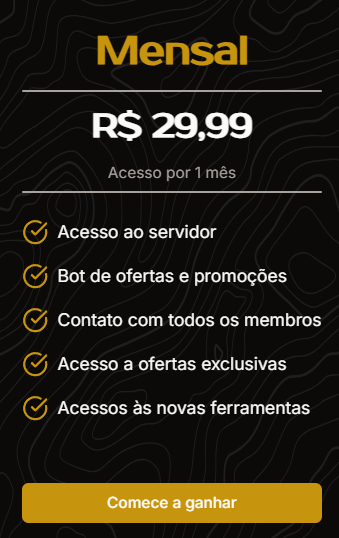 Mensal
R$ 29,99
Acesso por 1 mês
Acesso ao servidor
Bot de ofertas e promoções
Contato com todos os membros
Acesso a ofertas exclusivas
Acessos às novas ferramentas
Comece a ganhar